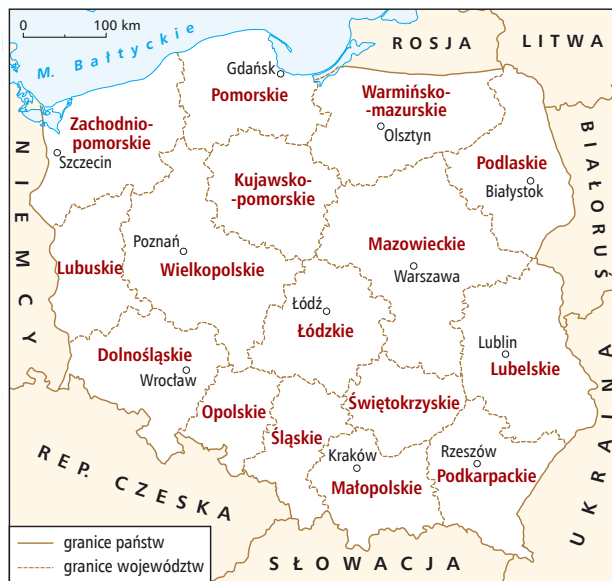 0 100 km
M. Bałtyckie
ROSJA
LITWA
Gdańsk
Pomorskie
Warmińsko-
-mazurskie
Olsztyn
Zachodnio-
pomorskie
Szczecin
NIEMCY
BIAŁORUŚ
Podlaskie
Białystok
Kujawsko-
-pomorskie
Poznań
Wielkopolskie
Lubuskie
Mazowieckie
Warszawa
Łódź
Łódzkie
Dolnośląskie
Wrocław
Lublin
Lubelskie
Opolskie
Świętokrzyskie
Śląskie
Kraków
Małopolskie
Rzeszów
Podkarpackie
UKRAINA
REP. CZESKA
SŁOWACJA
granice państw
granice województw